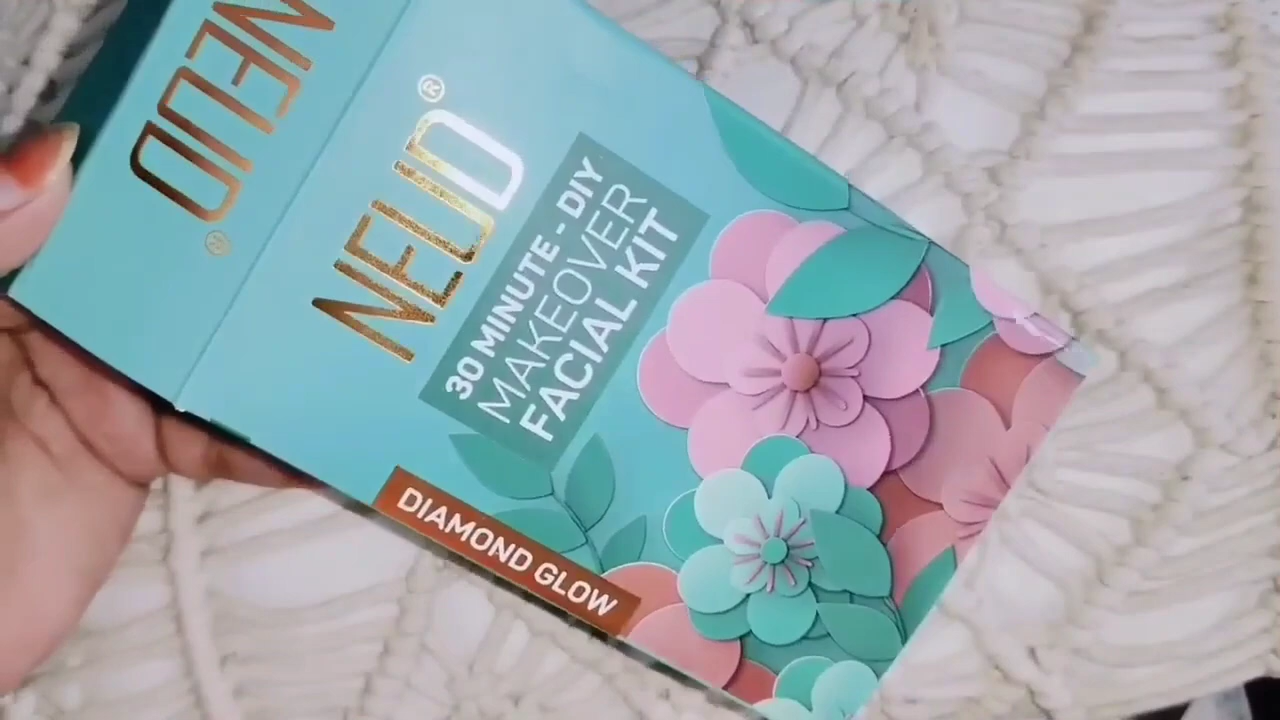 NEUD®
NEUD®
30 MINUTE - DIY
MAKEOVER
FACIAL KIT
DIAMOND GLOW